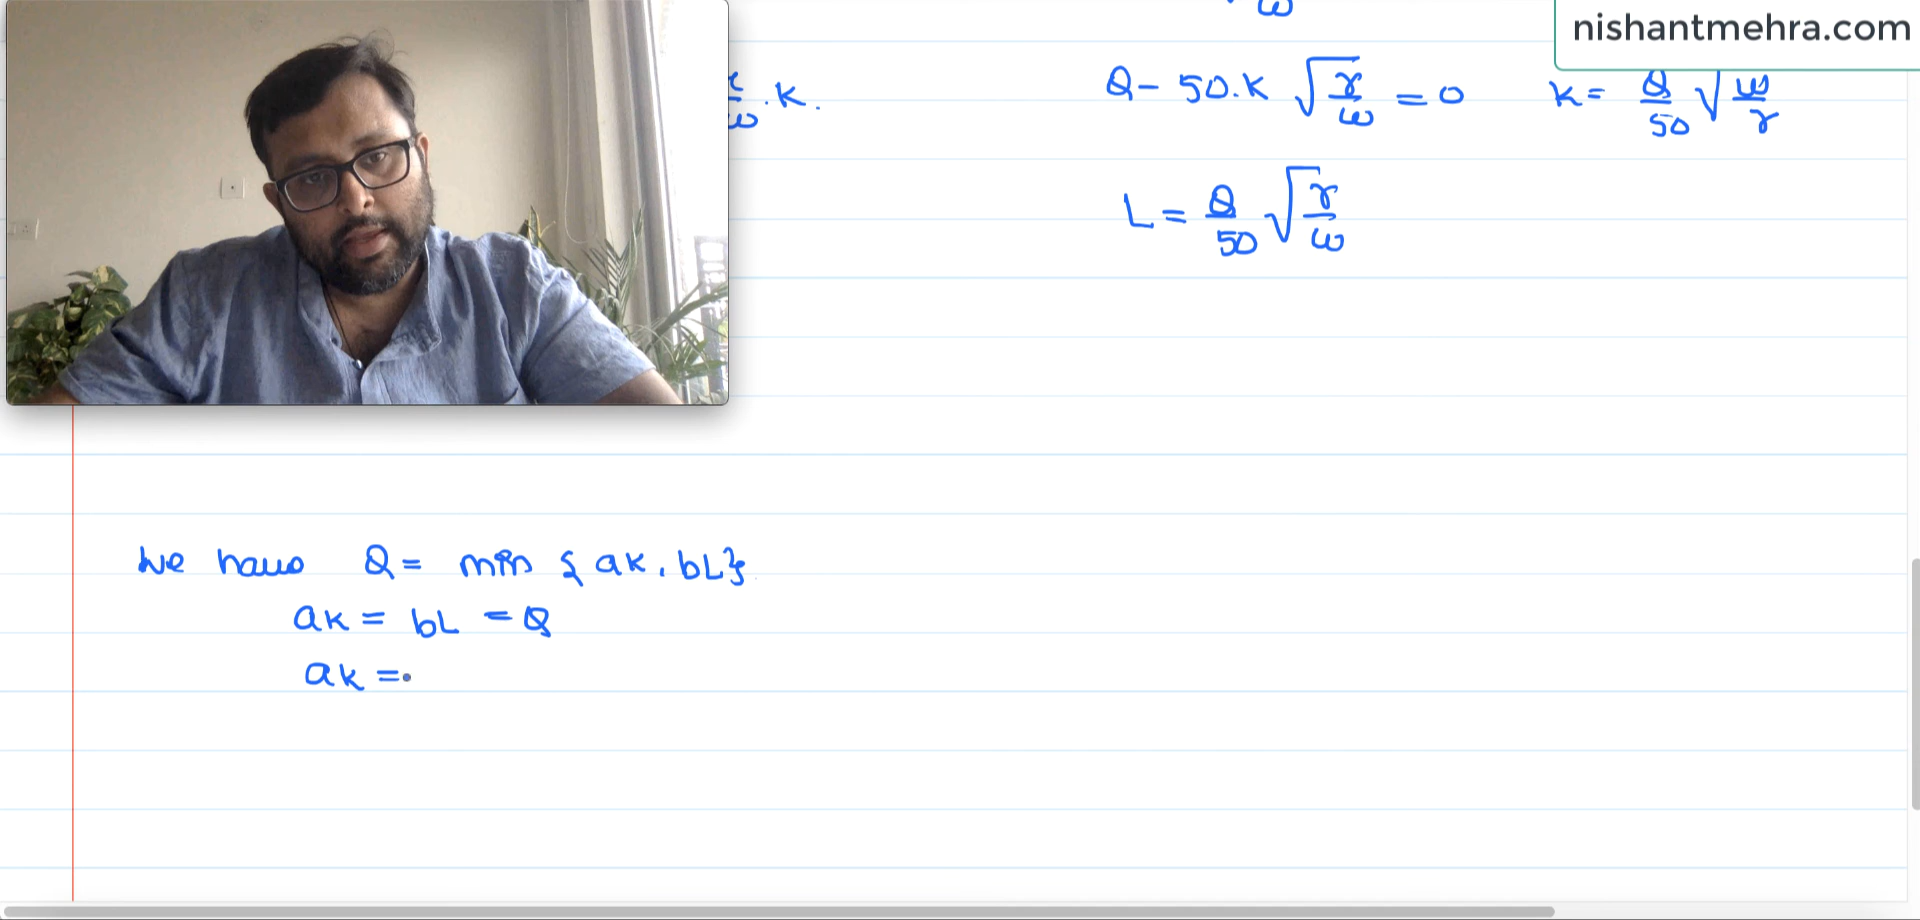 nishantmehra.com
ω
r/ω . K.
Q - 50.K √(r/ω) = 0    K = Q/50 √(ω/r)
L = Q/50 √(r/ω)
We have Q = min { aK, bL}
aK = bL = Q
aK =